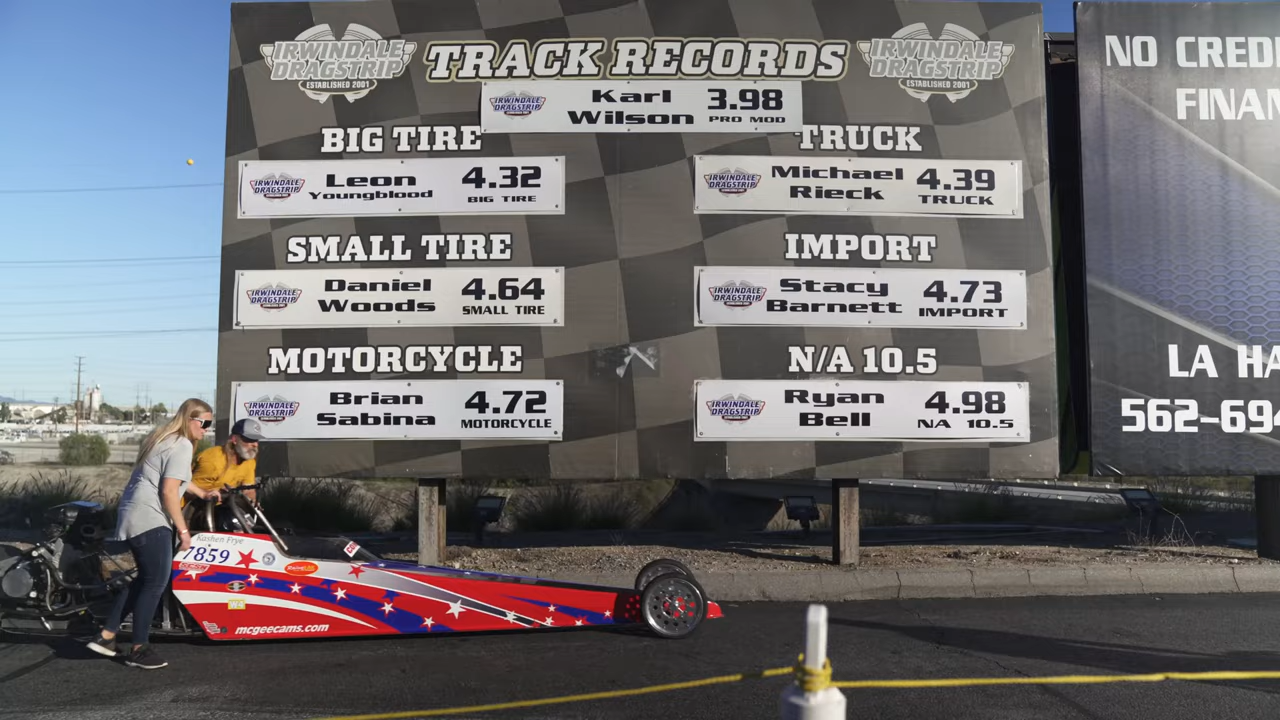 IRWINDALE DRAGSTRIP ESTABLISHED 2001
TRACK RECORDS
IRWINDALE DRAGSTRIP ESTABLISHED 2001
IRWINDALE DRAGSTRIP
Karl Wilson
3.98
PRO MOD
BIG TIRE
IRWINDALE DRAGSTRIP
Leon Youngblood
4.32
BIG TIRE
TRUCK
IRWINDALE DRAGSTRIP
Michael Rieck
4.39
TRUCK
SMALL TIRE
IRWINDALE DRAGSTRIP
Daniel Woods
4.64
SMALL TIRE
IMPORT
IRWINDALE DRAGSTRIP
Stacy Barnett
4.73
IMPORT
MOTORCYCLE
IRWINDALE DRAGSTRIP
Brian Sabina
4.72
MOTORCYCLE
N/A 10.5
IRWINDALE DRAGSTRIP
Ryan Bell
4.98
NA 10.5
NO CREDI
FINAN
LA HA
562-694
Kashen Frye
7859
mcgeecams.com